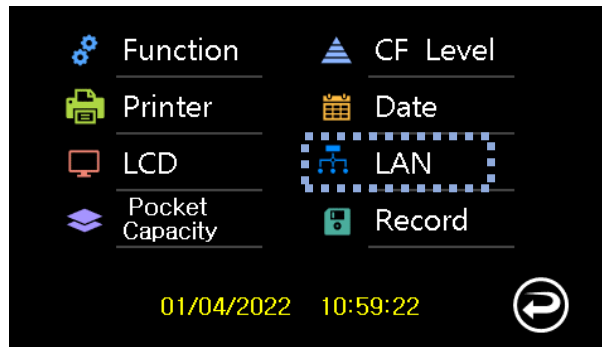 Function
CF Level
Printer
Date
LCD
LAN
Pocket
Capacity
Record
01/04/2022 10:59:22